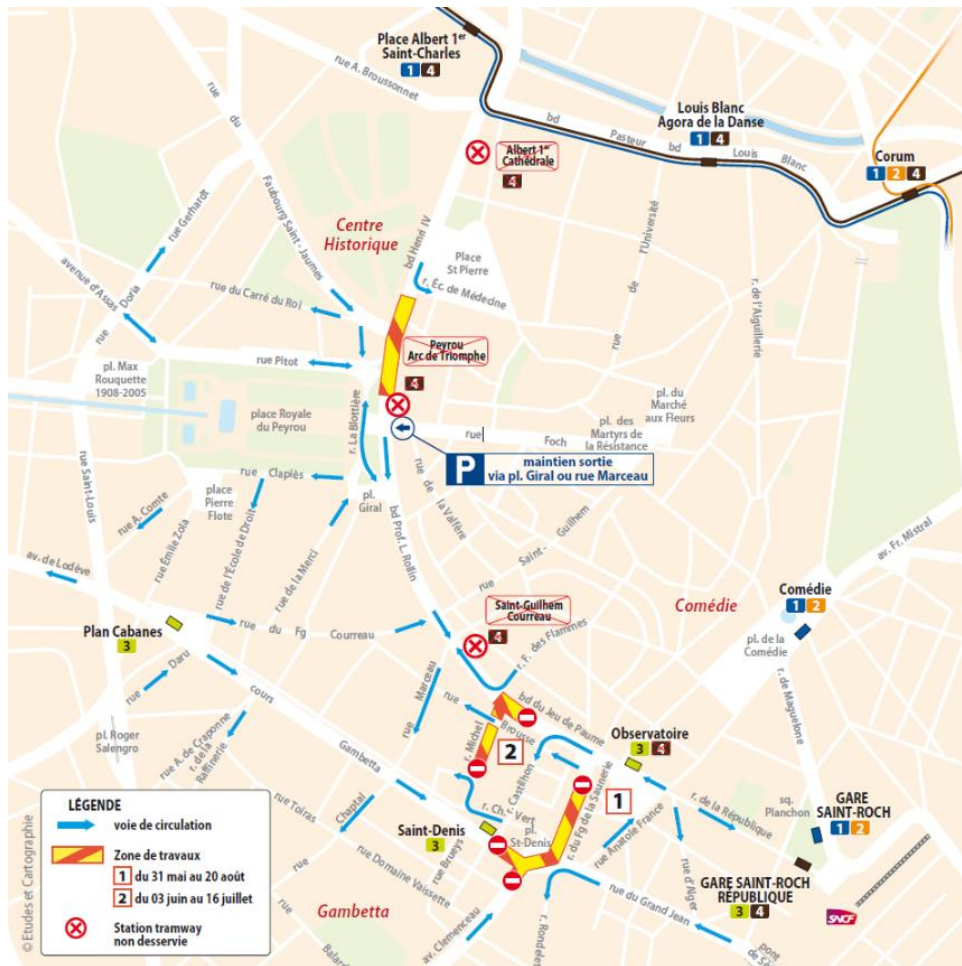 Place Albert 1er
Saint-Charles
1 4
rue A. Broussonnet
rue
du
Faubourg Saint-Jaumes
Louis Blanc
Agora de la Danse
1 4
bd
Pasteur
bd
Louis
Blanc
Corum
1 2 4
Albert 1er
Cathédrale
4
Centre
Historique
bd Henri IV
Place
St Pierre
r. Éc. de Médecine
rue
de
l'Université
r. de l'Aiguillerie
rue Gerhardt
avenue d'Assas
rue
Doria
rue du Carré du Roi
rue Pitot
Peyrou
Arc de Triomphe
4
pl. Max
Rouquette
1908-2005
place Royale
du Peyrou
r. La Blottière
rue
Foch
pl. du
Marché
aux Fleurs
pl. des
Martyrs de
la Résistance
P
maintien sortie
via pl. Giral ou rue Marceau
rue Saint-Louis
rue
Claplès
place
Pierre
Flote
pl.
Giral
rue
de
la Valfère
rue A. Comte
rue Émile Zola
rue de l'École de Droit
rue de la Merci
bd Prof. L. Rollin
rue
Saint-
Guilhem
av. de Lodève
av. Fr. Mistral
Comédie
Comédie
1 2
pl. de la
Comédie
Saint-Guilhem
Courreau
4
Plan Cabanes
3
rue
du
Fg
Courreau
r. F. des Flammes
rue
Daru
cours
Gambetta
rue
Marceau
bd du Jeu de Paume
r. de Maguelone
pl. Roger
Salengro
rue A. de Craponne
r. de la
Raffinerie
r. Michel
rue
Brousse
2
Observatoire
3 4
r. Castilhon
r. du Fg de la Saunerie
1
r. de la République
sq.
Planchon
GARE
SAINT-ROCH
1 2
r. Ch. Vert
rue Toiras
Chaptal
Saint-Denis
3
pl.
St-Denis
rue Anatole France
rue Brueys
rue Domaine Vaissette
rue
rue
rue d'Alger
GARE SAINT-ROCH
RÉPUBLIQUE
3 4
SNCF
Gambetta
av. Clemenceau
r. Rondelet
rue du Grand Jean
pont
de Sè
Balard
LÉGENDE
voie de circulation
Zone de travaux
1 du 31 mai au 20 août
2 du 03 juin au 16 juillet
Station tramway
non desservie
© Etudes et Cartographie